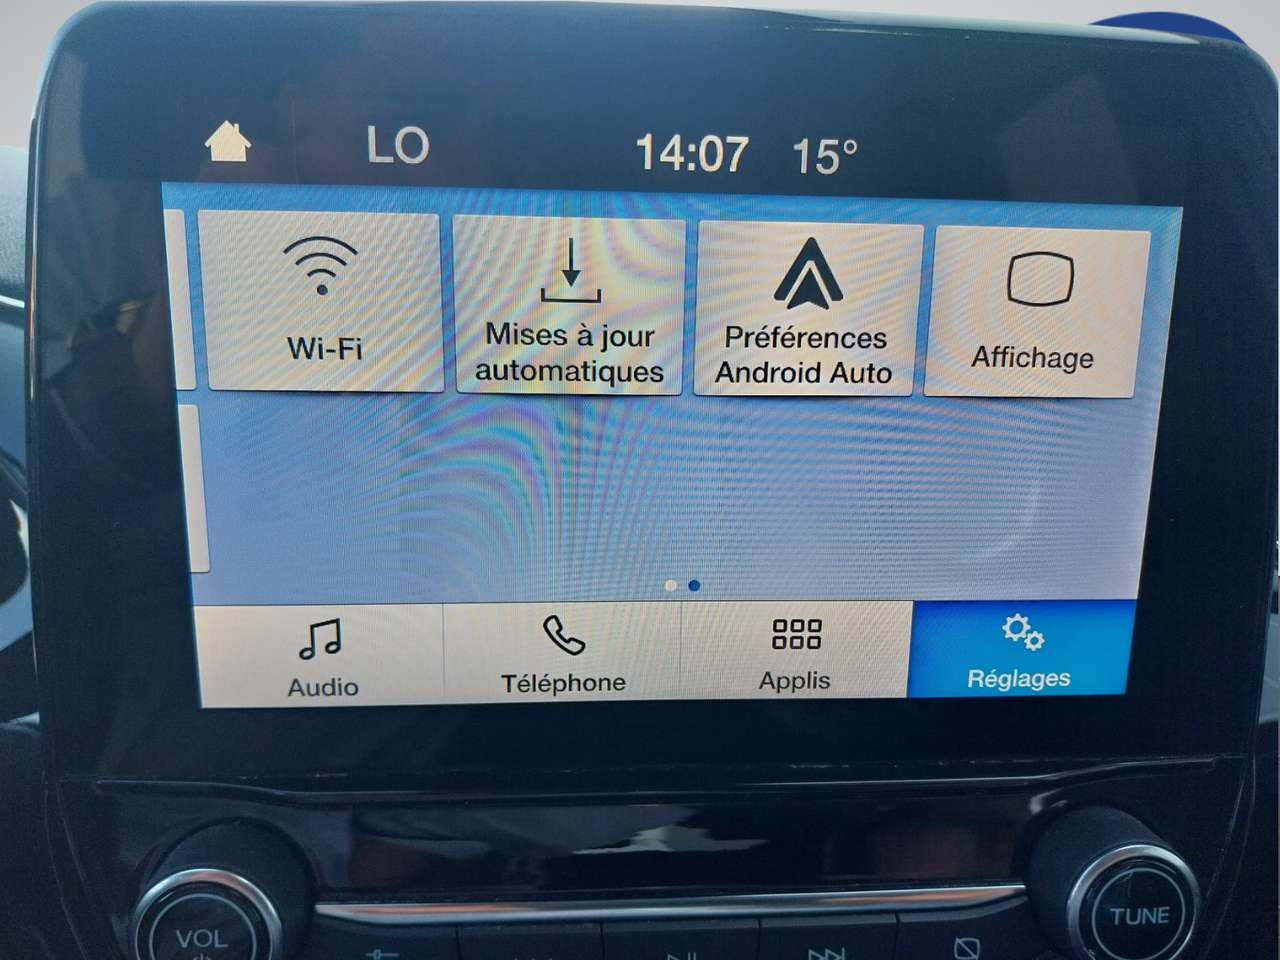 LO 14:07 15°
Wi-Fi
Mises à jour
automatiques
Préférences
Android Auto
Affichage
Audio
Téléphone
Applis
Réglages
VOL
TUNE